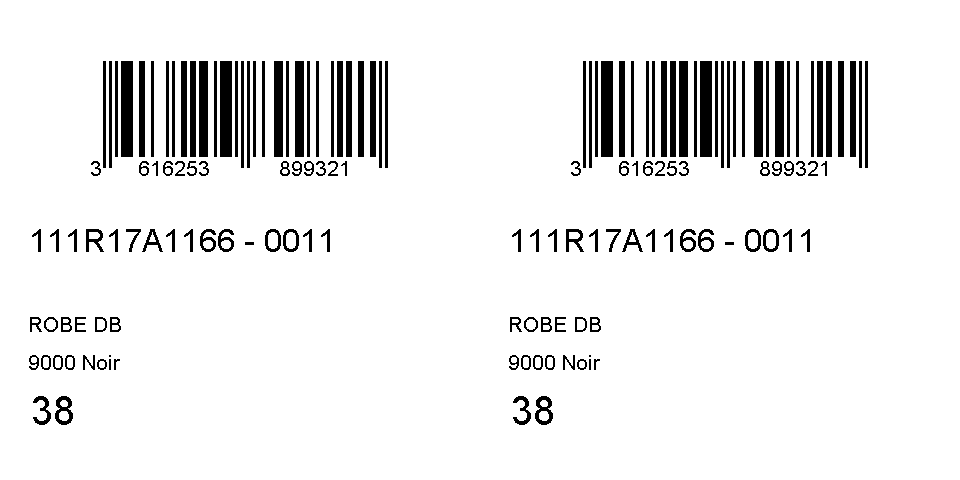 3 616253 899321
111R17A1166 - 0011
ROBE DB
9000 Noir
38
3 616253 899321
111R17A1166 - 0011
ROBE DB
9000 Noir
38